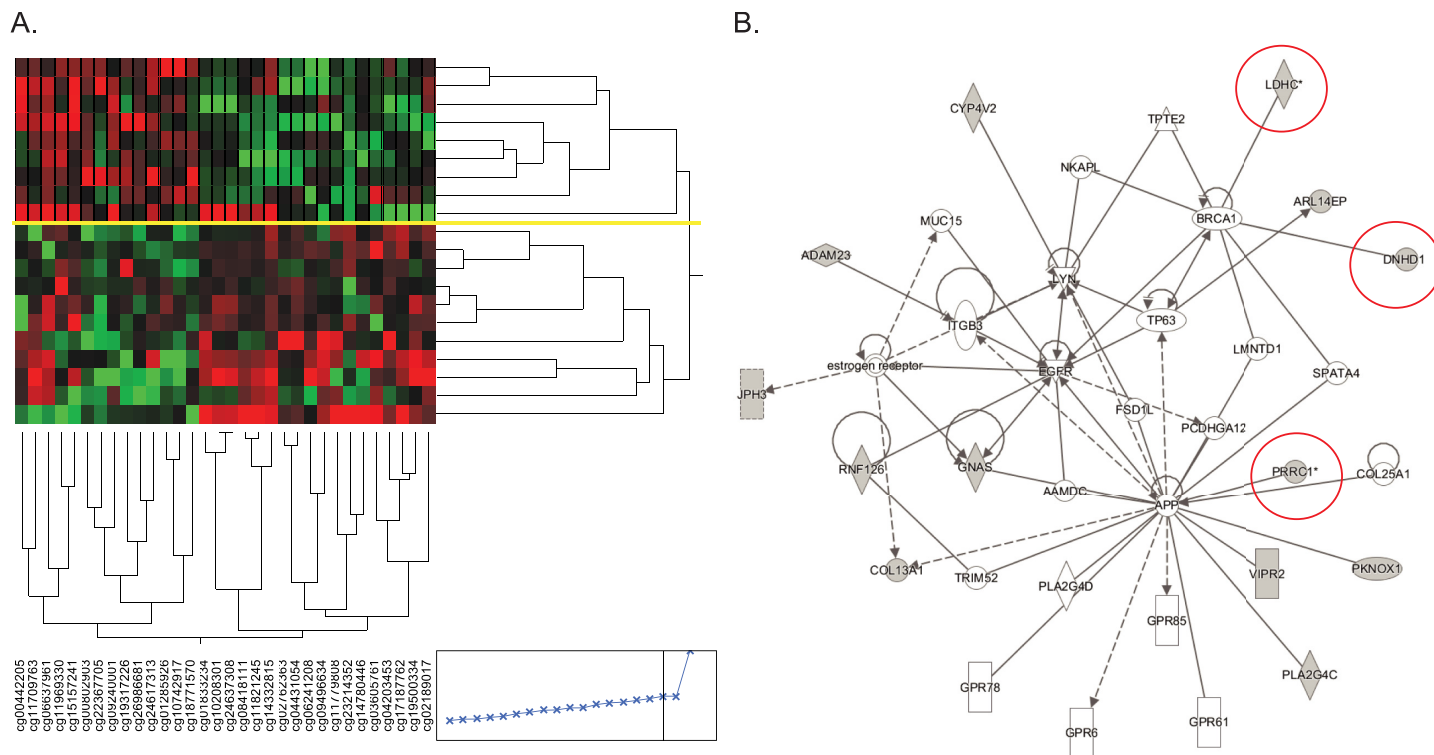 A.
B.
LDHC*
CYP4V2
TPTE2
NKAPL
ARL14EP
BRCA1
MUC15
DNHD1
ADAM23
LYN
ITGB3
TP63
LMNTD1
estrogen receptor
EGFR
SPATA4
JPH3
FSD1L
PCDHGA12
RNF126
GNAS
PRRC1*
COL25A1
AAMDC
APP
COL13A1
TRIM52
PLA2G4D
VIPR2
PKNOX1
GPR85
GPR78
PLA2G4C
GPR6
GPR61
cg00442205
cg11709763
cg06637961
cg11969330
cg15157241
cg00802903
cg22367705
cg09240001
cg19317226
cg26986681
cg24617313
cg01285926
cg10742917
cg18771570
cg01833234
cg10208301
cg24637308
cg08418111
cg11821245
cg14332815
cg02762363
cg04431054
cg06241208
cg09496634
cg11779808
cg23214352
cg14780446
cg03605761
cg04203453
cg17187762
cg19500334
cg02189017